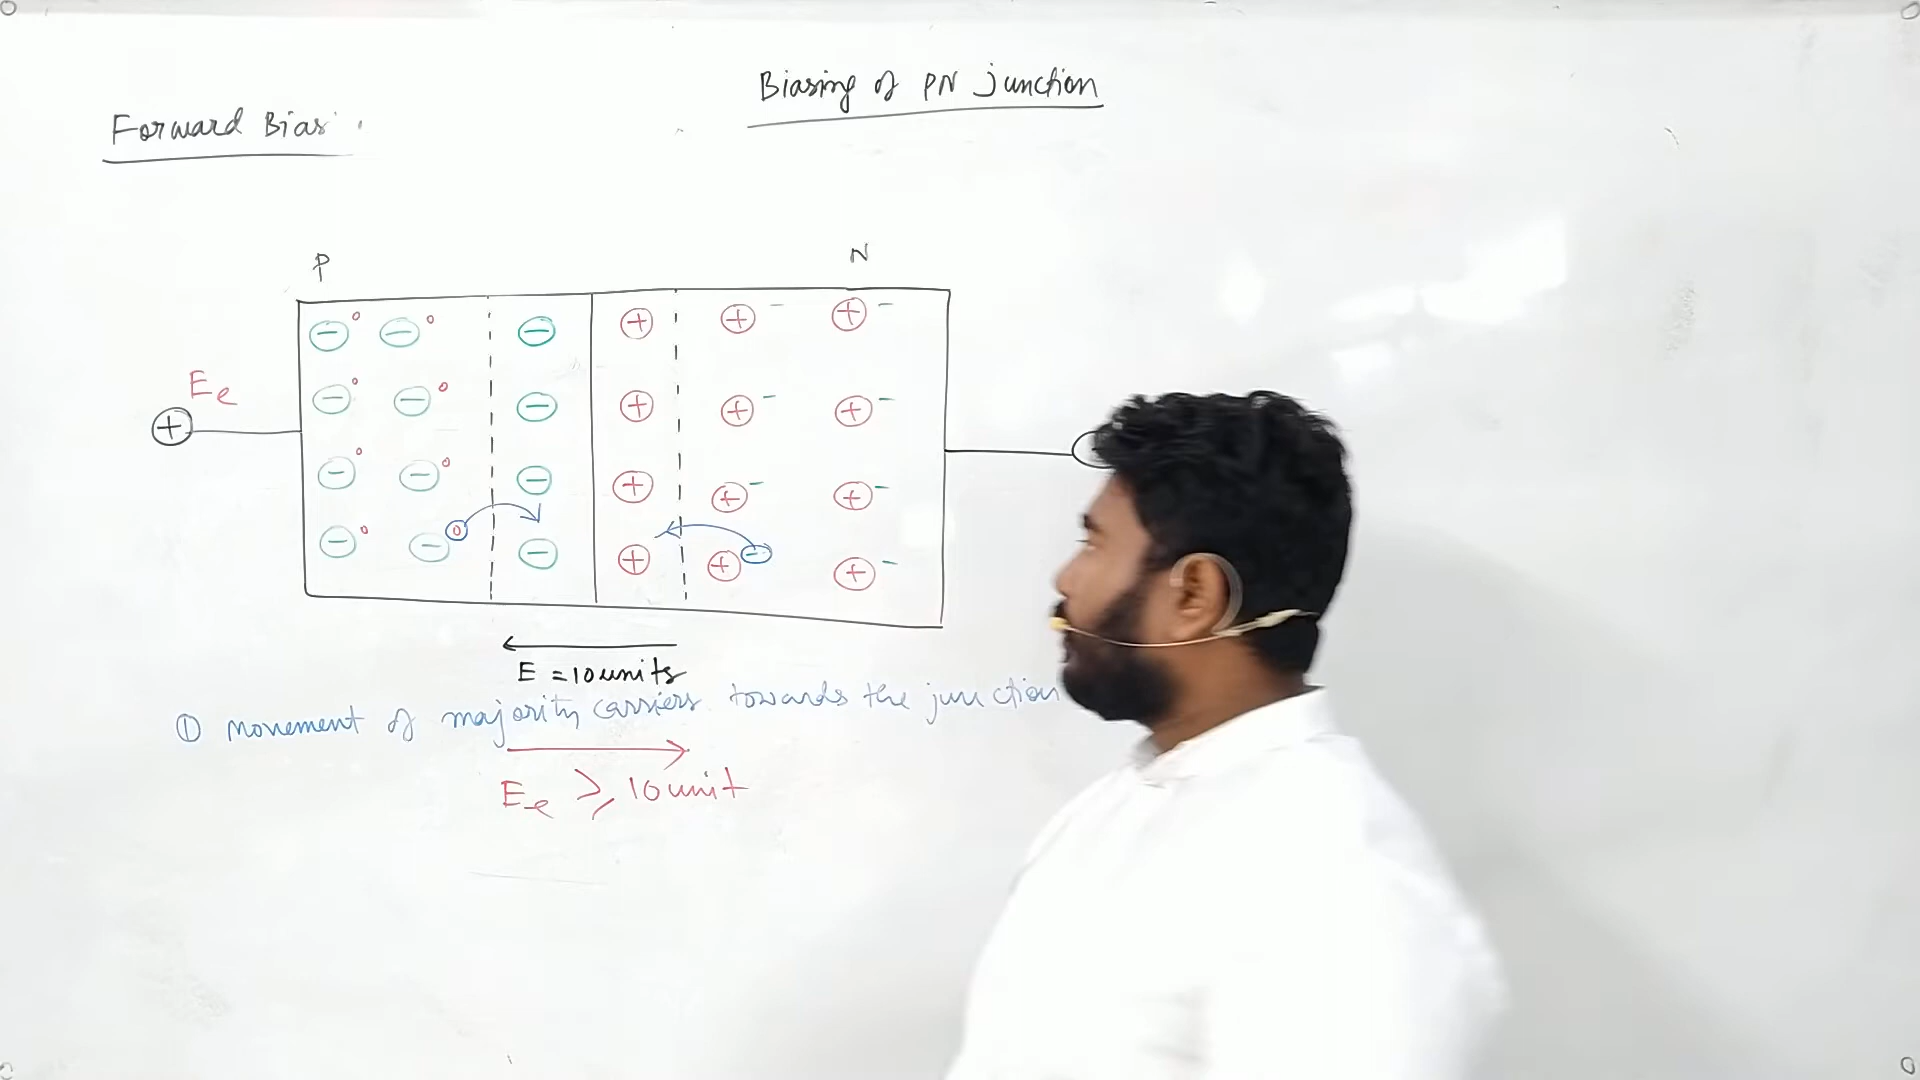 Biasing of PN junction
Forward Bias
P
N
Ee
E = 10 units
① movement of majority carriers towards the junction
Ee ⩾ 10 unit